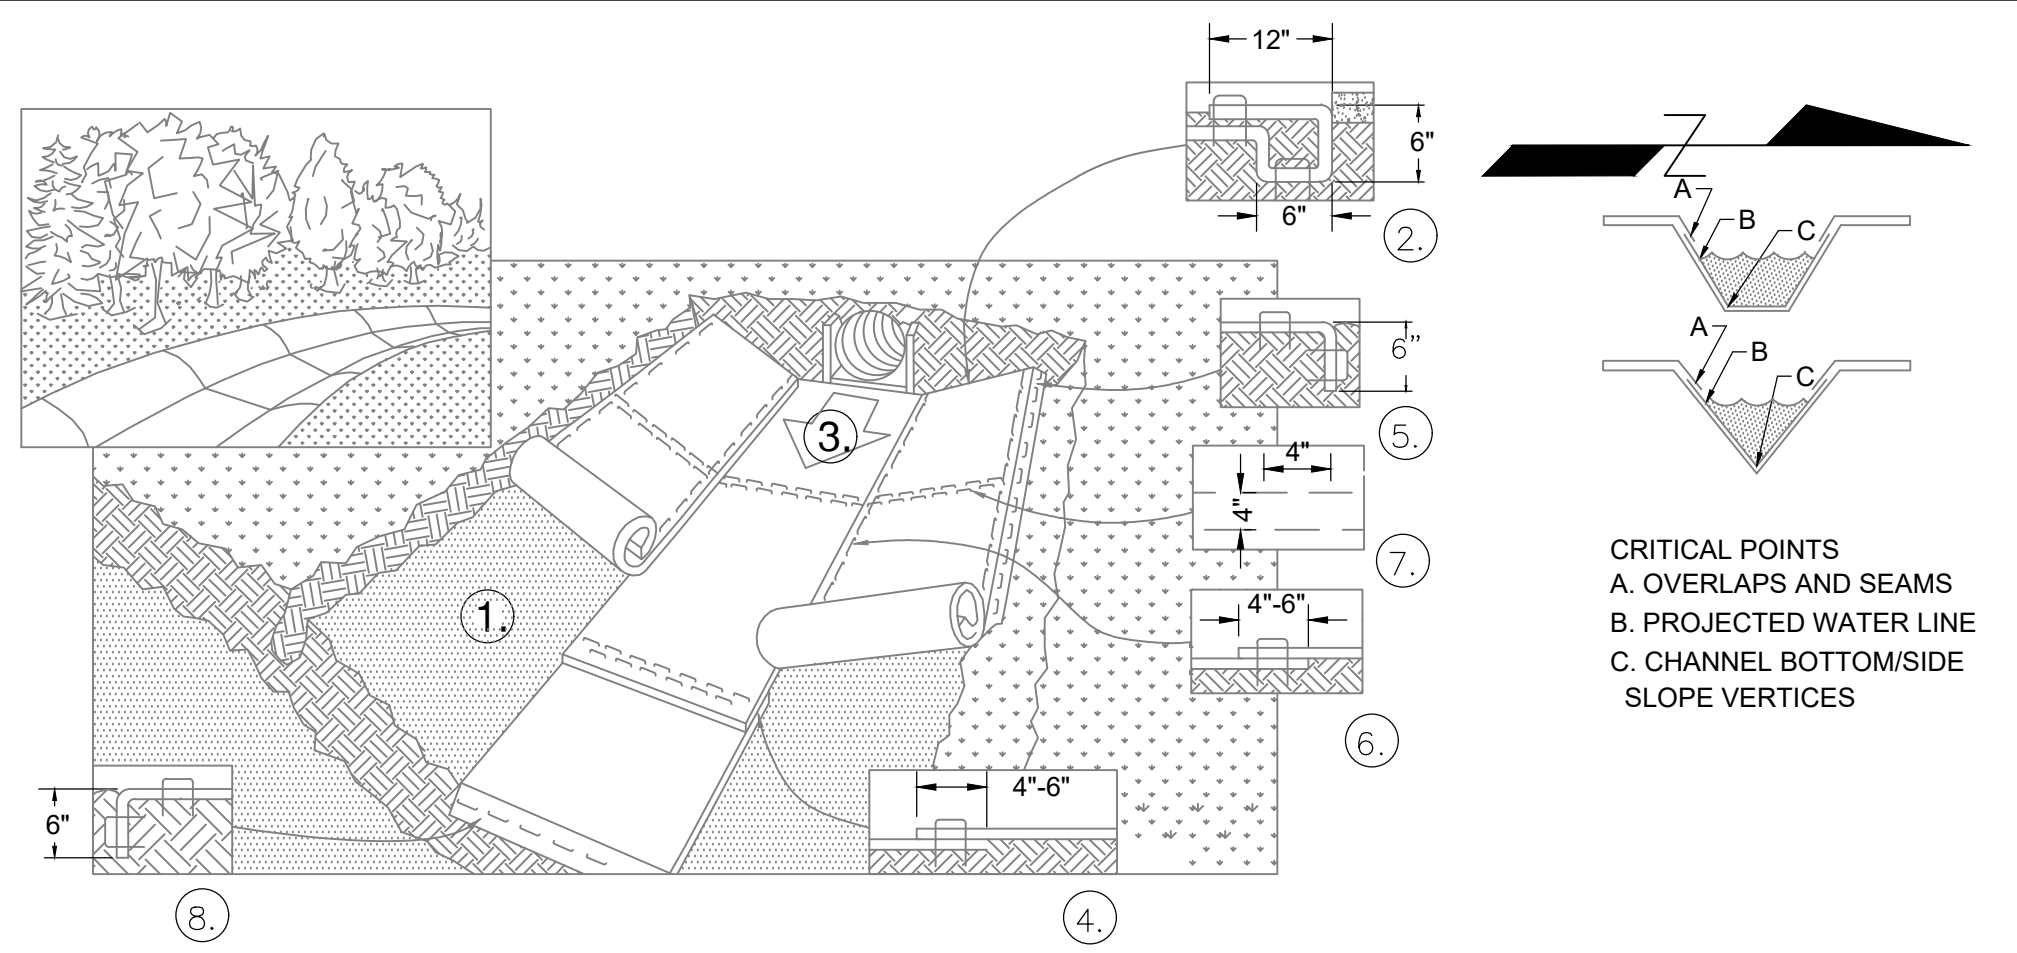 12"
6"
6"
2.
A
B
C
6”
5.
A
B
C
3.
4"
4"
7.
1.
4"-6"
6.
4"-6"
4.
6"
8.
CRITICAL POINTS
A. OVERLAPS AND SEAMS
B. PROJECTED WATER LINE
C. CHANNEL BOTTOM/SIDE
SLOPE VERTICES